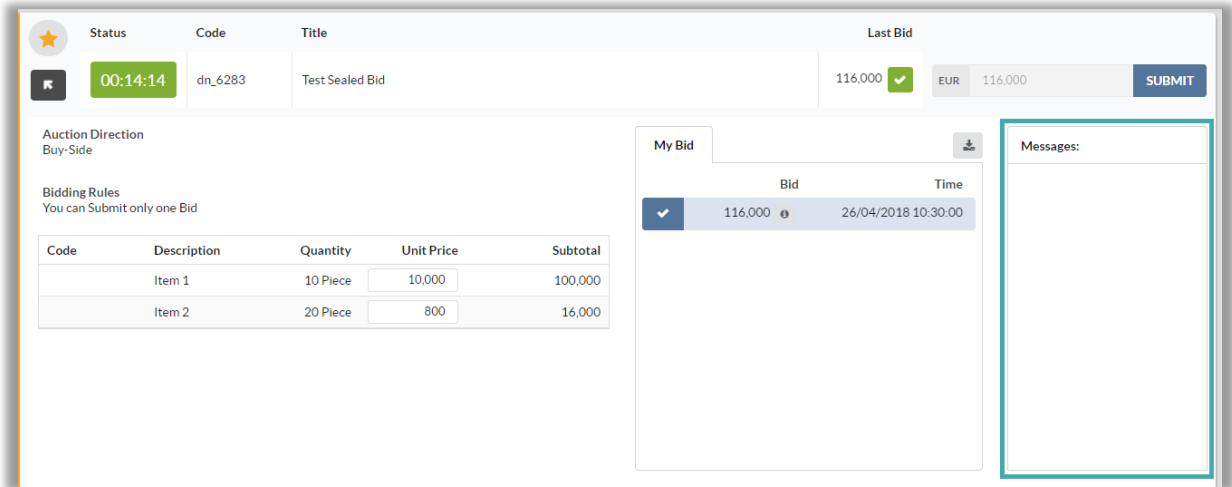 Status Code Title Last Bid
00:14:14 dn_6283 Test Sealed Bid 116,000 EUR 116,000 SUBMIT
Auction Direction
Buy-Side
Bidding Rules
You can Submit only one Bid
Code Description Quantity Unit Price Subtotal
Item 1 10 Piece 10,000 100,000
Item 2 20 Piece 800 16,000
My Bid
Bid Time
116,000 26/04/2018 10:30:00
Messages: